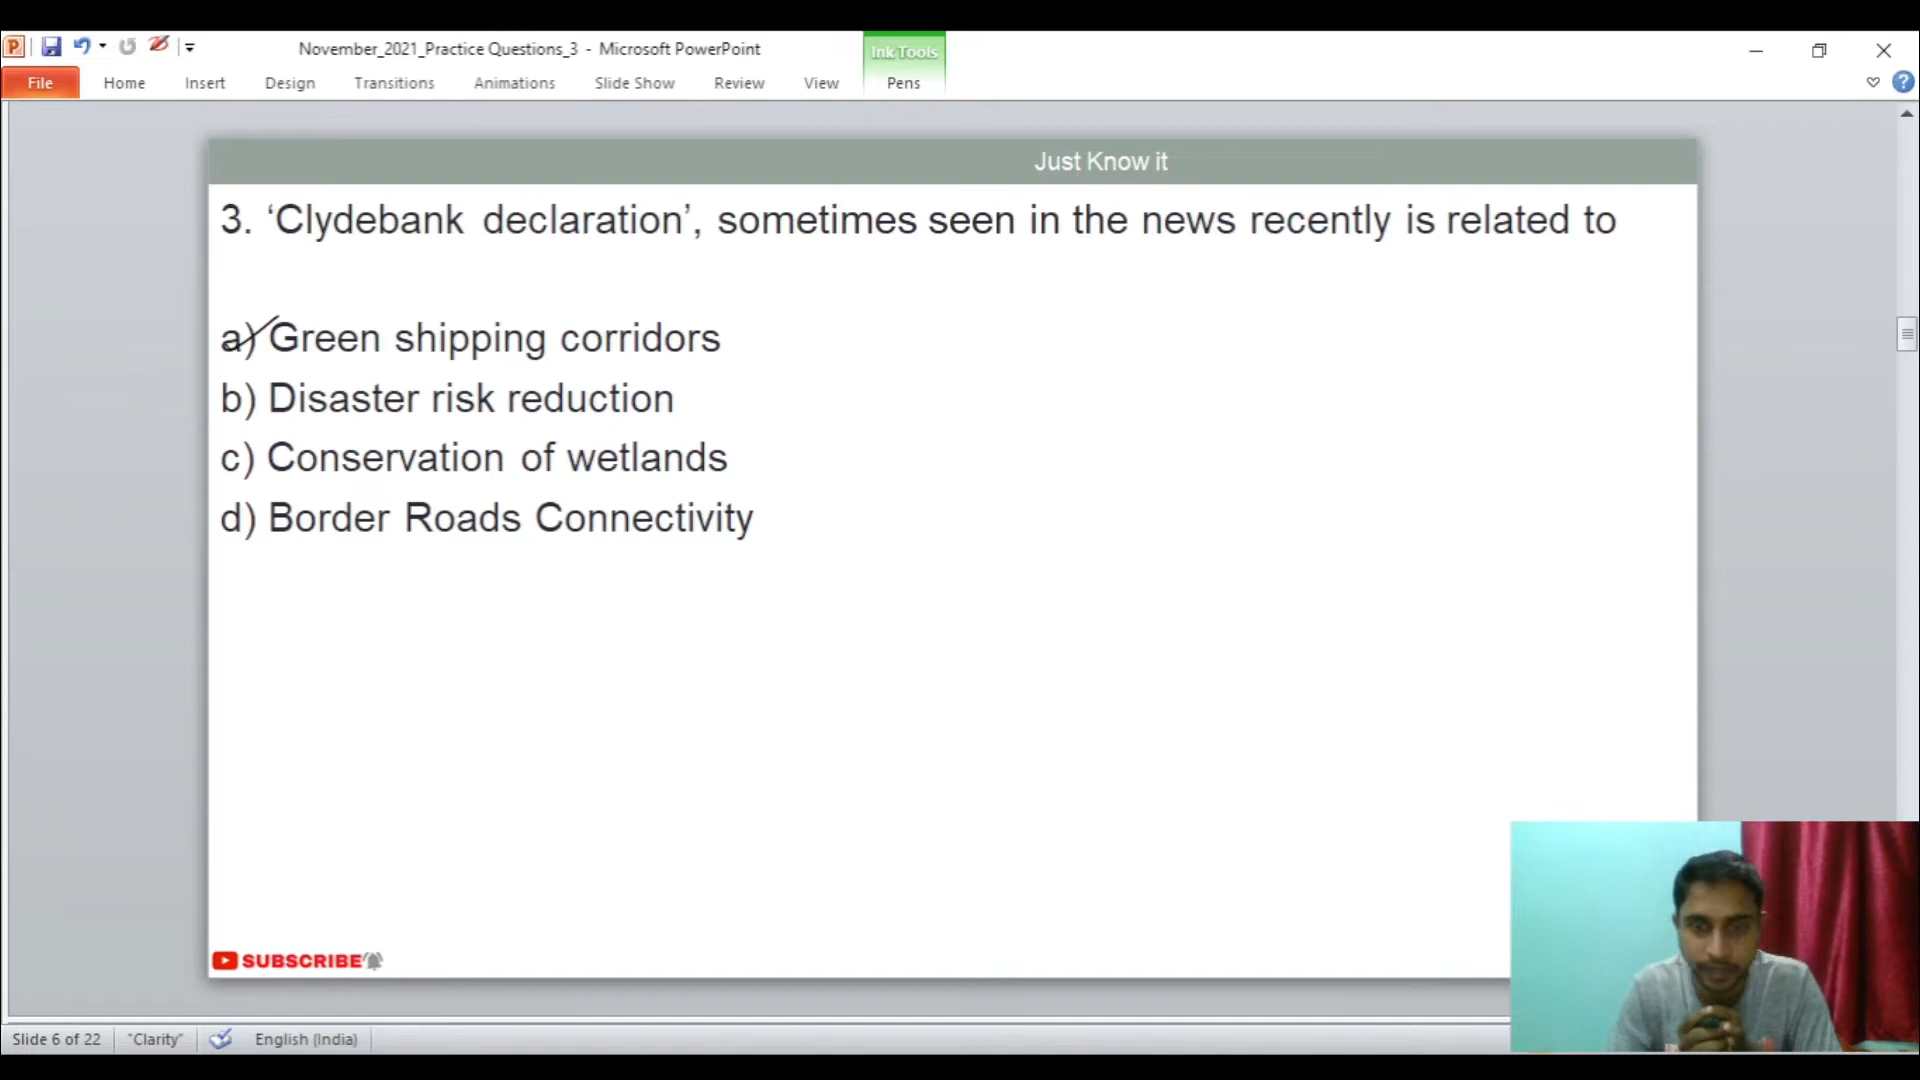 November_2021_Practice Questions_3 - Microsoft PowerPoint
Ink Tools
File Home Insert Design Transitions Animations Slide Show Review View Pens
Just Know it
3. ‘Clydebank declaration’, sometimes seen in the news recently is related to
a) Green shipping corridors
b) Disaster risk reduction
c) Conservation of wetlands
d) Border Roads Connectivity
SUBSCRIBE
Slide 6 of 22 "Clarity" English (India)